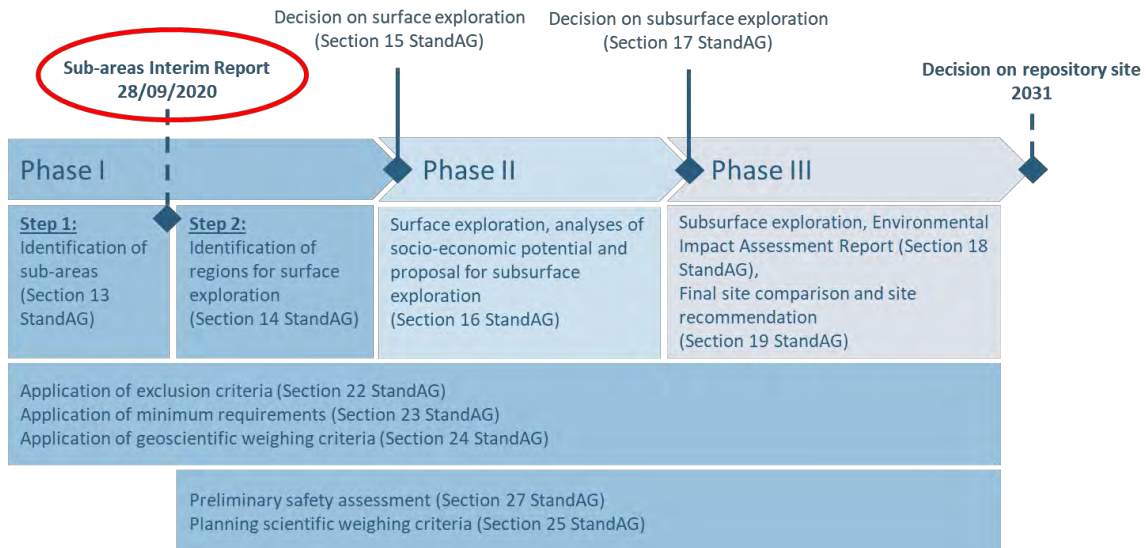 Decision on surface exploration
(Section 15 StandAG)
Decision on subsurface exploration
(Section 17 StandAG)
Sub-areas Interim Report
28/09/2020
Decision on repository site
2031
Phase I
Phase II
Phase III
Step 1:
Identification of
sub-areas
(Section 13
StandAG)
Step 2:
Identification of
regions for surface
exploration
(Section 14 StandAG)
Surface exploration, analyses of
socio-economic potential and
proposal for subsurface
exploration
(Section 16 StandAG)
Subsurface exploration, Environmental
Impact Assessment Report (Section 18
StandAG),
Final site comparison and site
recommendation
(Section 19 StandAG)
Application of exclusion criteria (Section 22 StandAG)
Application of minimum requirements (Section 23 StandAG)
Application of geoscientific weighing criteria (Section 24 StandAG)
Preliminary safety assessment (Section 27 StandAG)
Planning scientific weighing criteria (Section 25 StandAG)